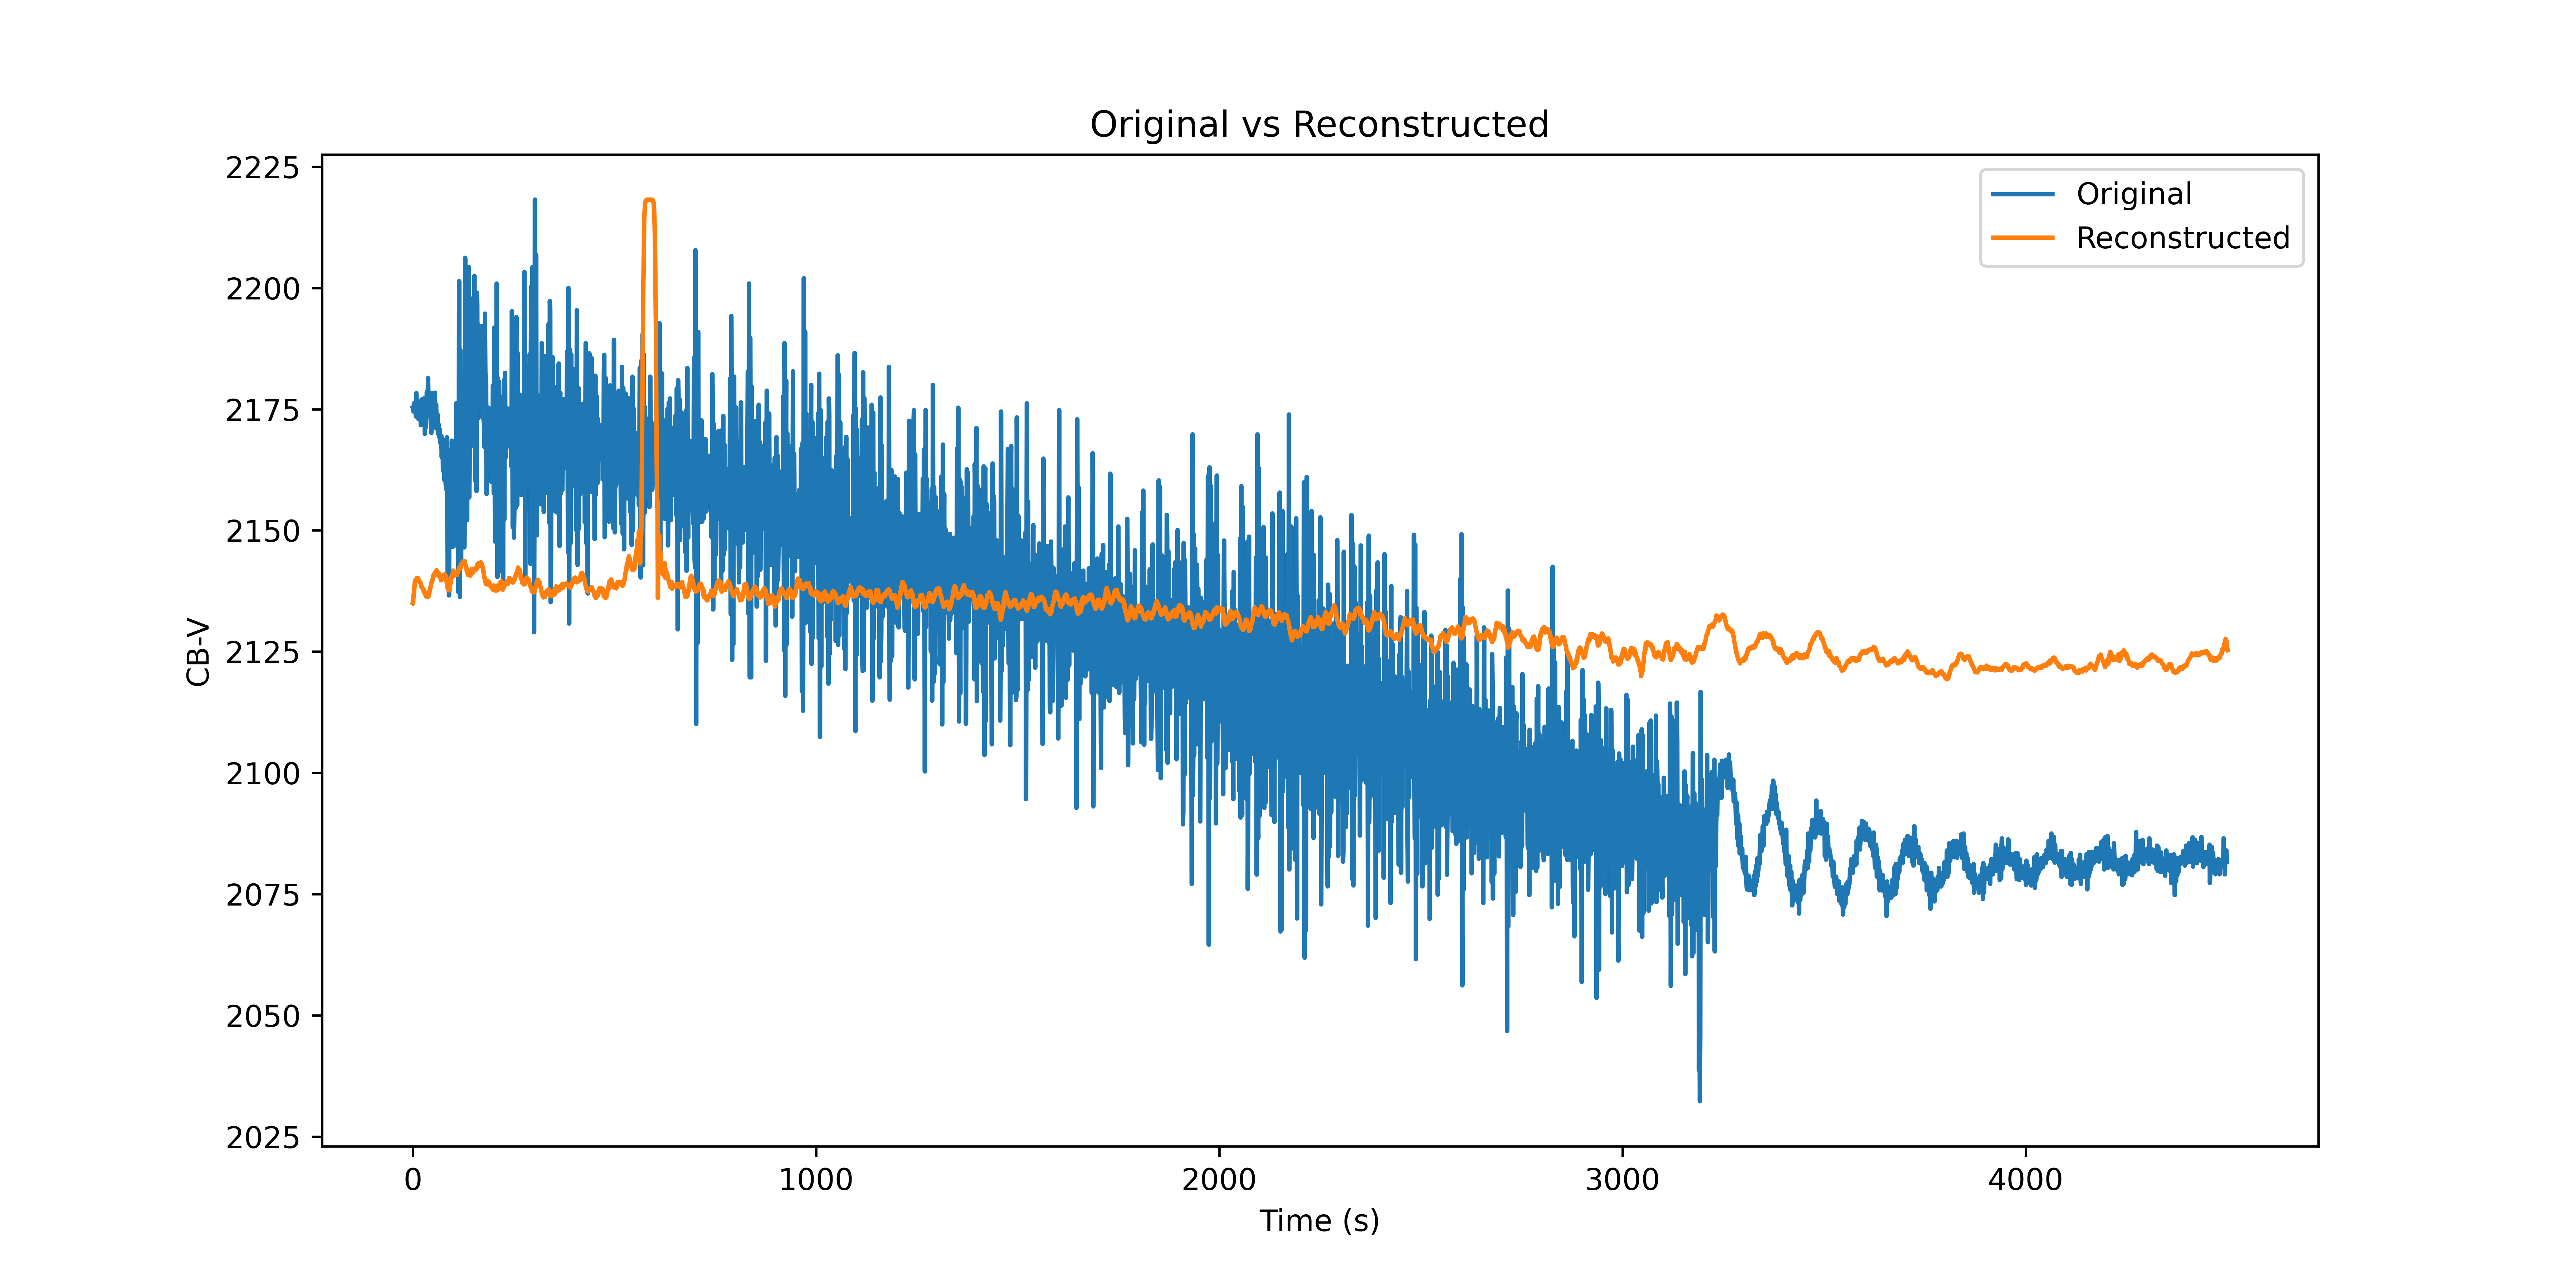 Original vs Reconstructed
Original
Reconstructed
2225
2200
2175
2150
2125
2100
2075
2050
2025
CB-V
0 1000 2000 3000 4000
Time (s)